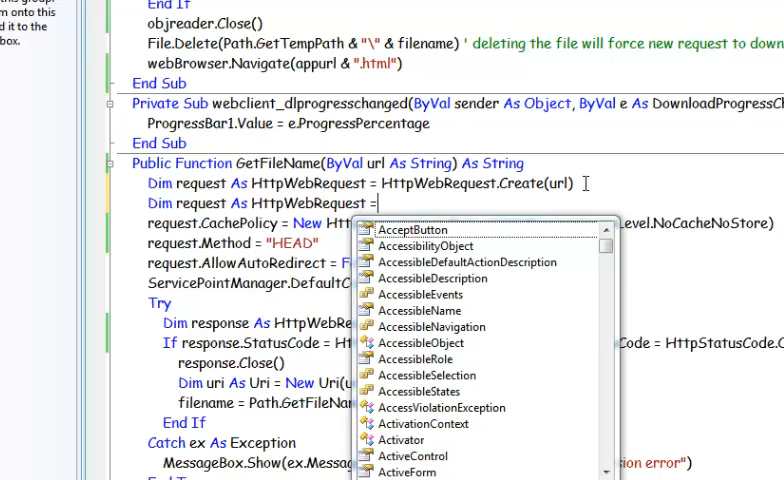 this group.
m onto this
d it to the
box.
End If
objreader.Close()
File.Delete(Path.GetTempPath & "\" & filename) ' deleting the file will force new request to down
webBrowser.Navigate(appurl & ".html")
End Sub
Private Sub webclient_dlprogresschanged(ByVal sender As Object, ByVal e As DownloadProgressCh
ProgressBar1.Value = e.ProgressPercentage
End Sub
Public Function GetFileName(ByVal url As String) As String
Dim request As HttpWebRequest = HttpWebRequest.Create(url)
Dim request As HttpWebRequest =
request.CachePolicy = New Htt Level.NoCacheNoStore)
request.Method = "HEAD"
request.AllowAutoRedirect = Fa
ServicePointManager.DefaultCo
Try
Dim response As HttpWebRe
If response.StatusCode = Ht Code = HttpStatusCode.O
response.Close()
Dim uri As Uri = New Uri(u
filename = Path.GetFileNa
End If
Catch ex As Exception
MessageBox.Show(ex.Messag sion error")
AcceptButton
AccessibilityObject
AccessibleDefaultActionDescription
AccessibleDescription
AccessibleEvents
AccessibleName
AccessibleNavigation
AccessibleObject
AccessibleRole
AccessibleSelection
AccessibleStates
AccessViolationException
ActivationContext
Activator
ActiveControl
ActiveForm